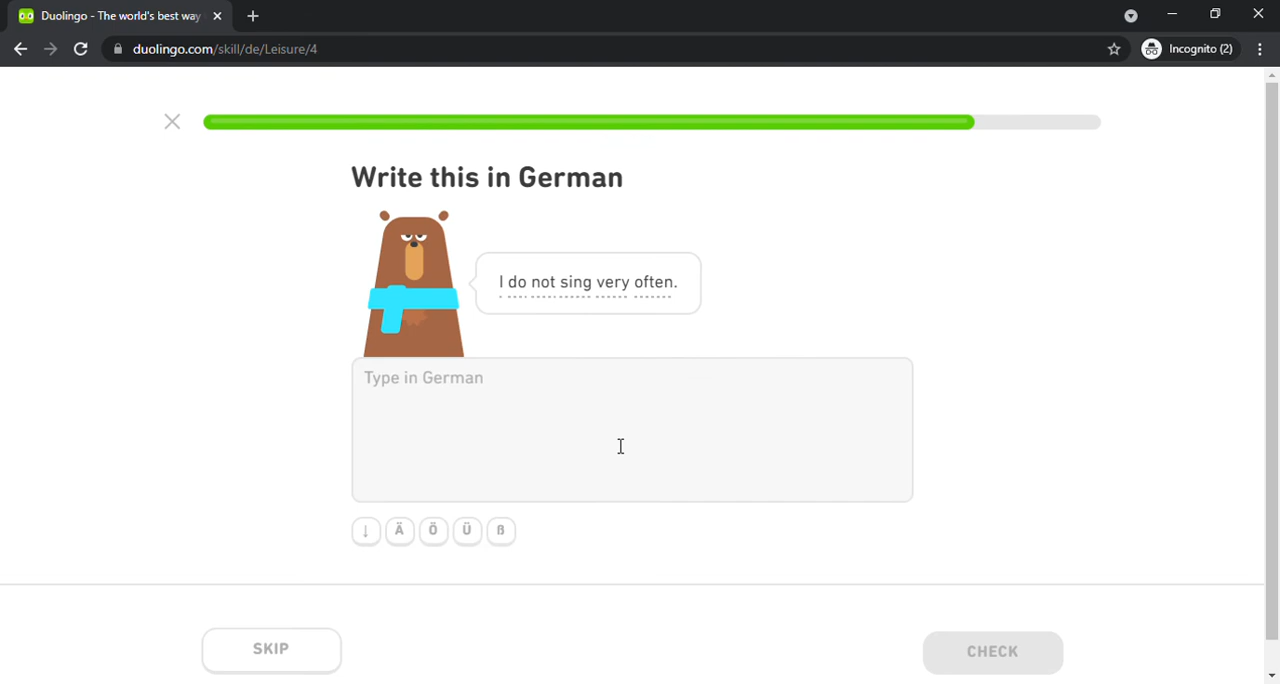 Duolingo - The world's best way
duolingo.com/skill/de/Leisure/4
Incognito (2)
Write this in German
I do not sing very often.
Type in German
↓ Ä Ö Ü ß
SKIP
CHECK